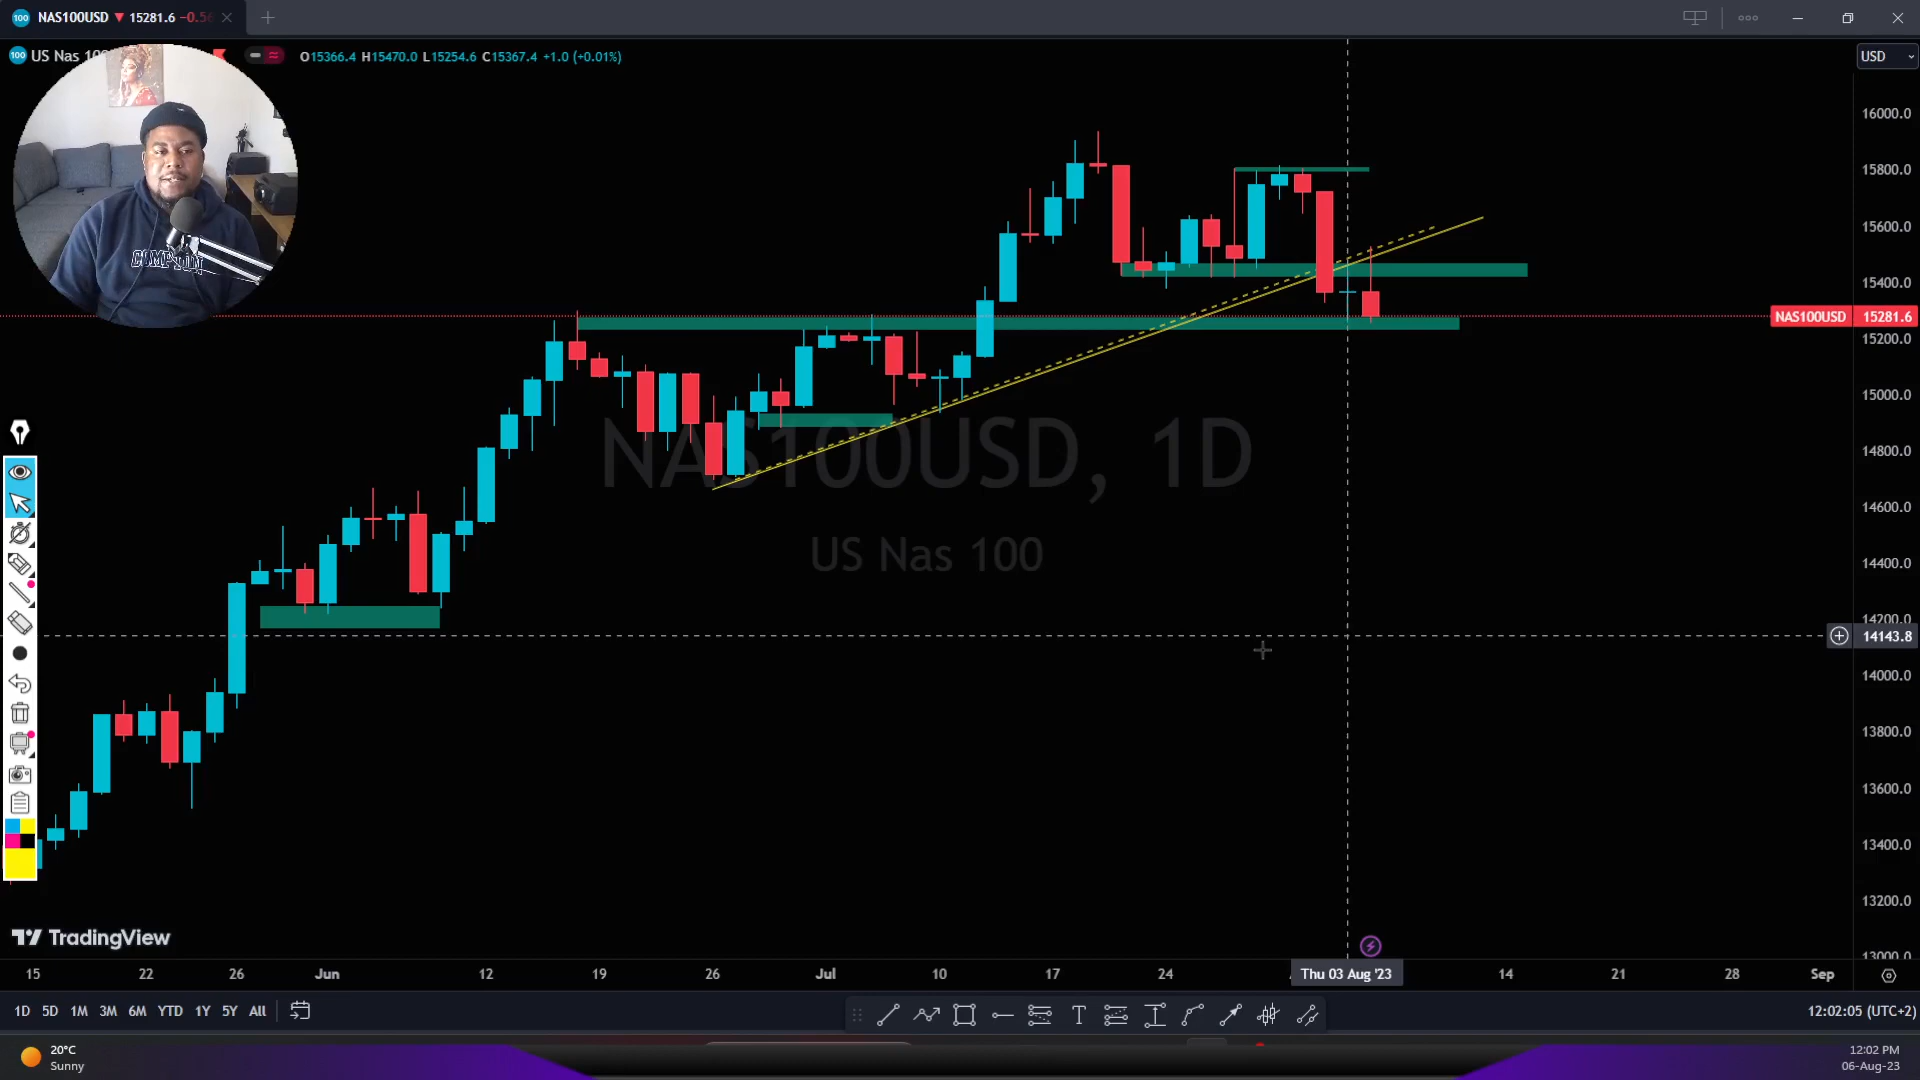 NAS100USD ▼ 15281.6 −0.56
100 US Nas 100 O15366.4 H15470.0 L15254.6 C15367.4 +1.0 (+0.01%)
USD
COMPTON
16000.0
15800.0
15600.0
15400.0
NAS100USD 15281.6
15200.0
15000.0
14800.0
14600.0
14400.0
14200.0
14143.8
14000.0
13800.0
13600.0
13400.0
13200.0
13000.0
NAS100USD, 1D
US Nas 100
TradingView
15 22 26 Jun 12 19 26 Jul 10 17 24 Thu 03 Aug '23 14 21 28 Sep
1D 5D 1M 3M 6M YTD 1Y 5Y All
T
12:02:05 (UTC+2)
20°C
Sunny
12:02 PM
06-Aug-23